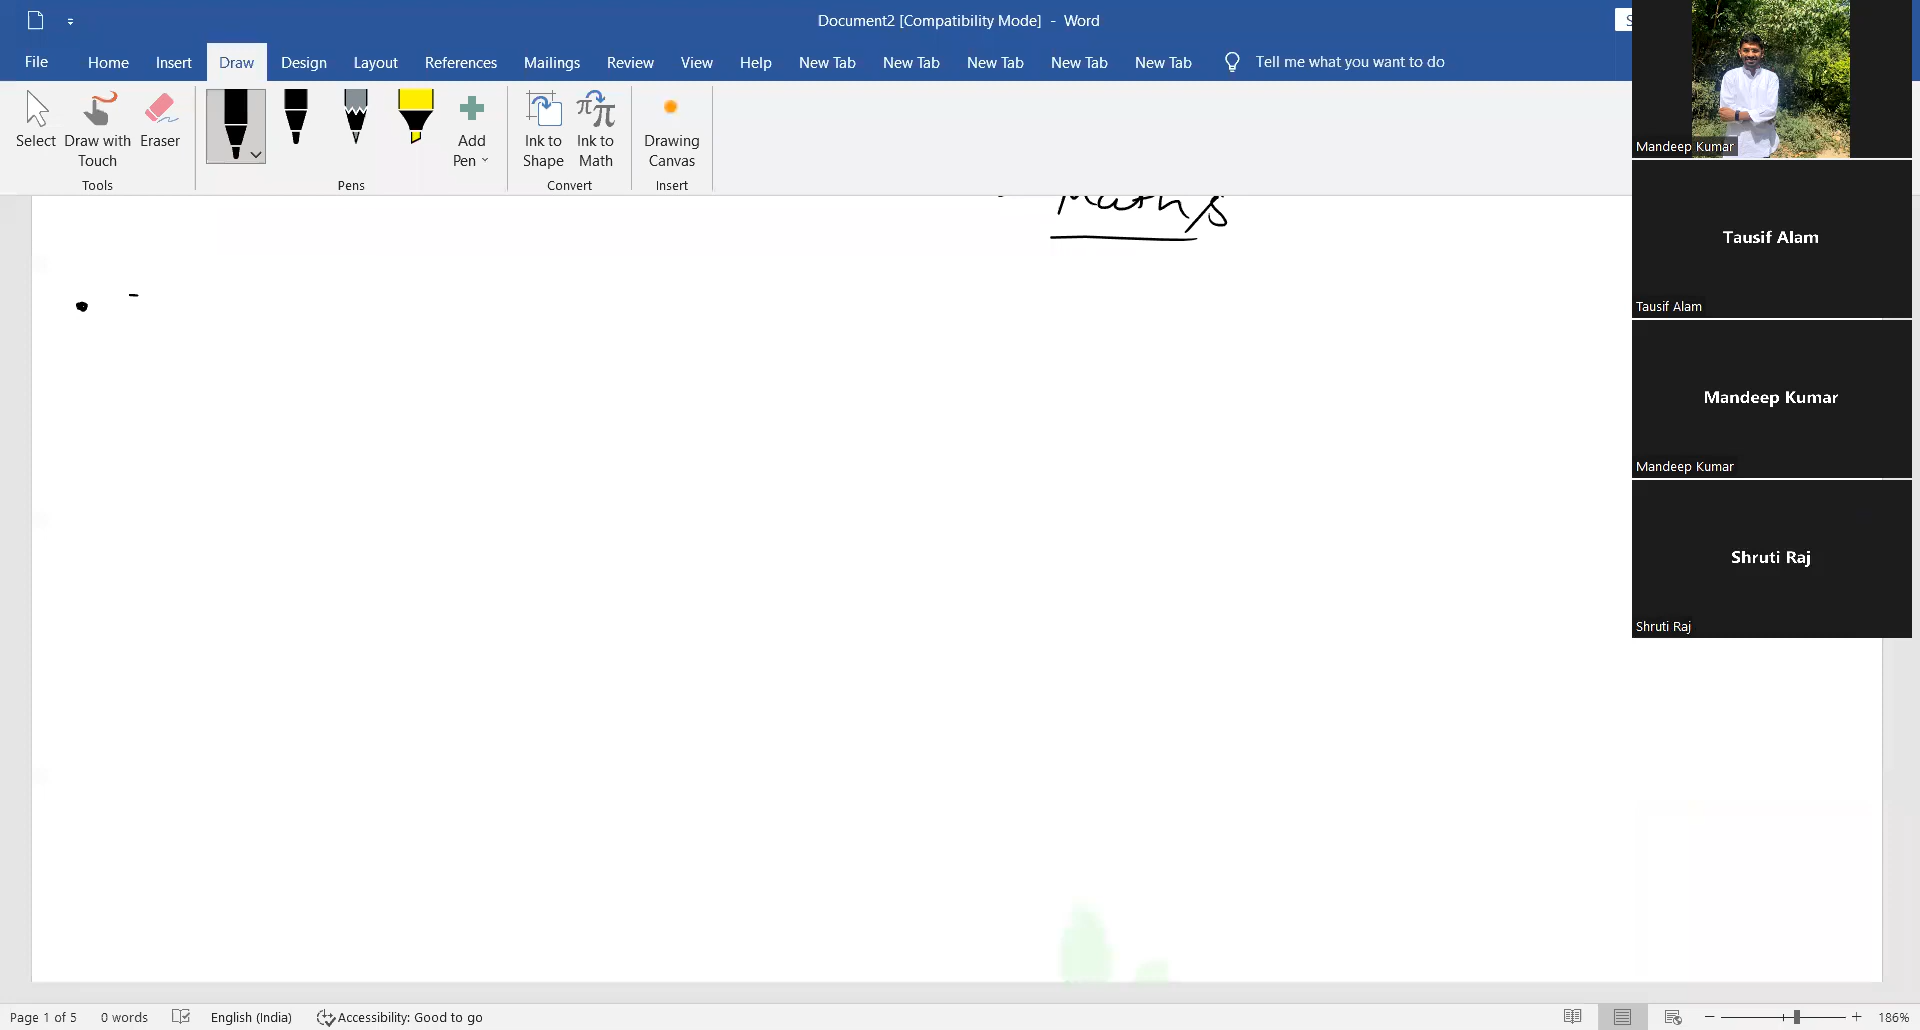 Document2 [Compatibility Mode] - Word
File Home Insert Draw Design Layout References Mailings Review View Help New Tab New Tab New Tab New Tab New Tab Tell me what you want to do
Select Draw with Touch Eraser Add Pen Ink to Shape Ink to Math Drawing Canvas
Tools Pens Convert Insert
Maths
Mandeep Kumar
Tausif Alam
Tausif Alam
Mandeep Kumar
Mandeep Kumar
Shruti Raj
Shruti Raj
Page 1 of 5 0 words English (India) Accessibility: Good to go 186%